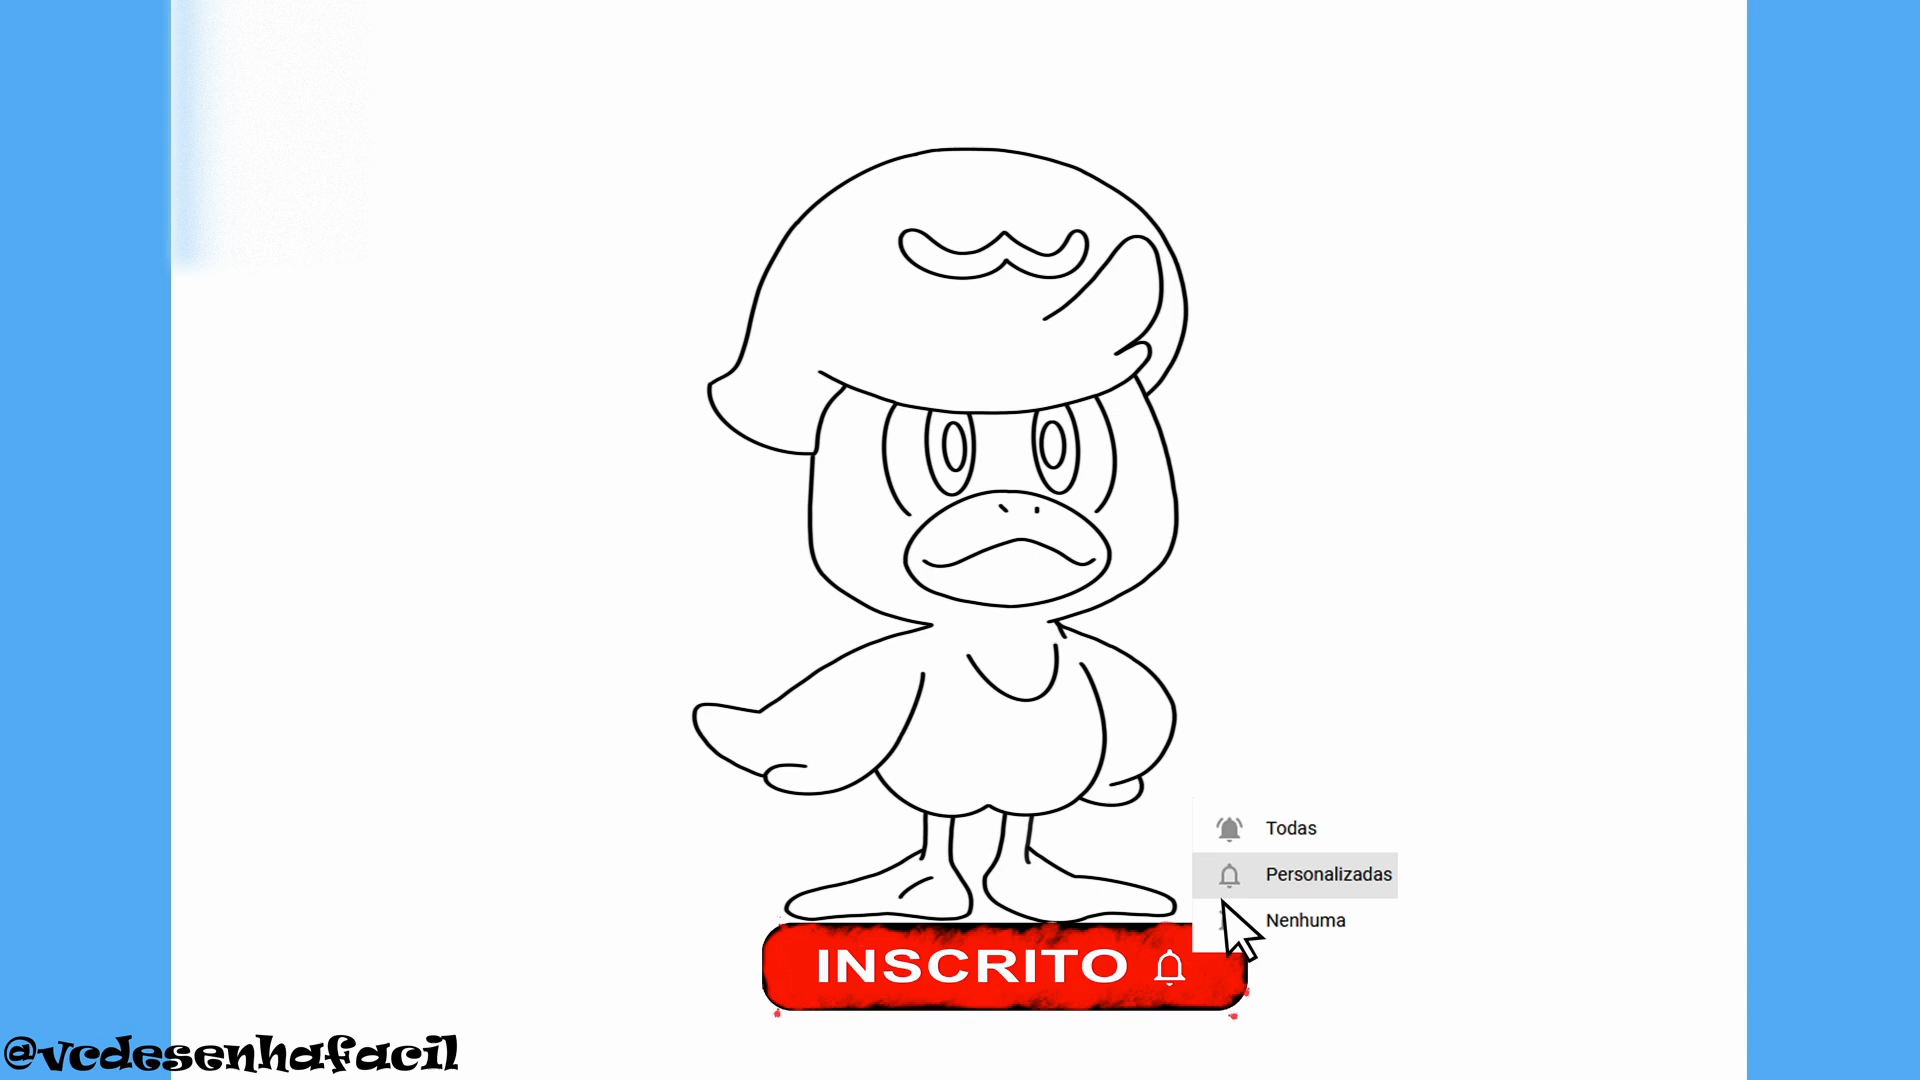 Todas
Personalizadas
Nenhuma
INSCRITO
@vcdesenhafacil